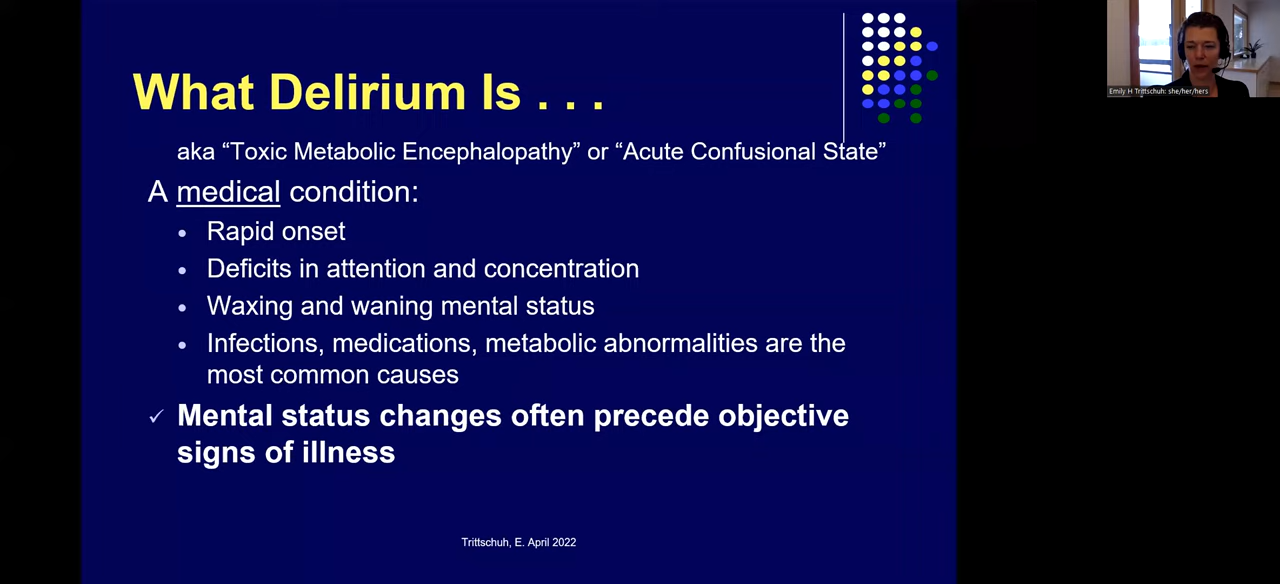 What Delirium Is . . .
aka “Toxic Metabolic Encephalopathy” or “Acute Confusional State”
A medical condition:
• Rapid onset
• Deficits in attention and concentration
• Waxing and waning mental status
• Infections, medications, metabolic abnormalities are the
most common causes
✓ Mental status changes often precede objective
signs of illness
Trittschuh, E. April 2022
Emily H Trittschuh: she/her/hers